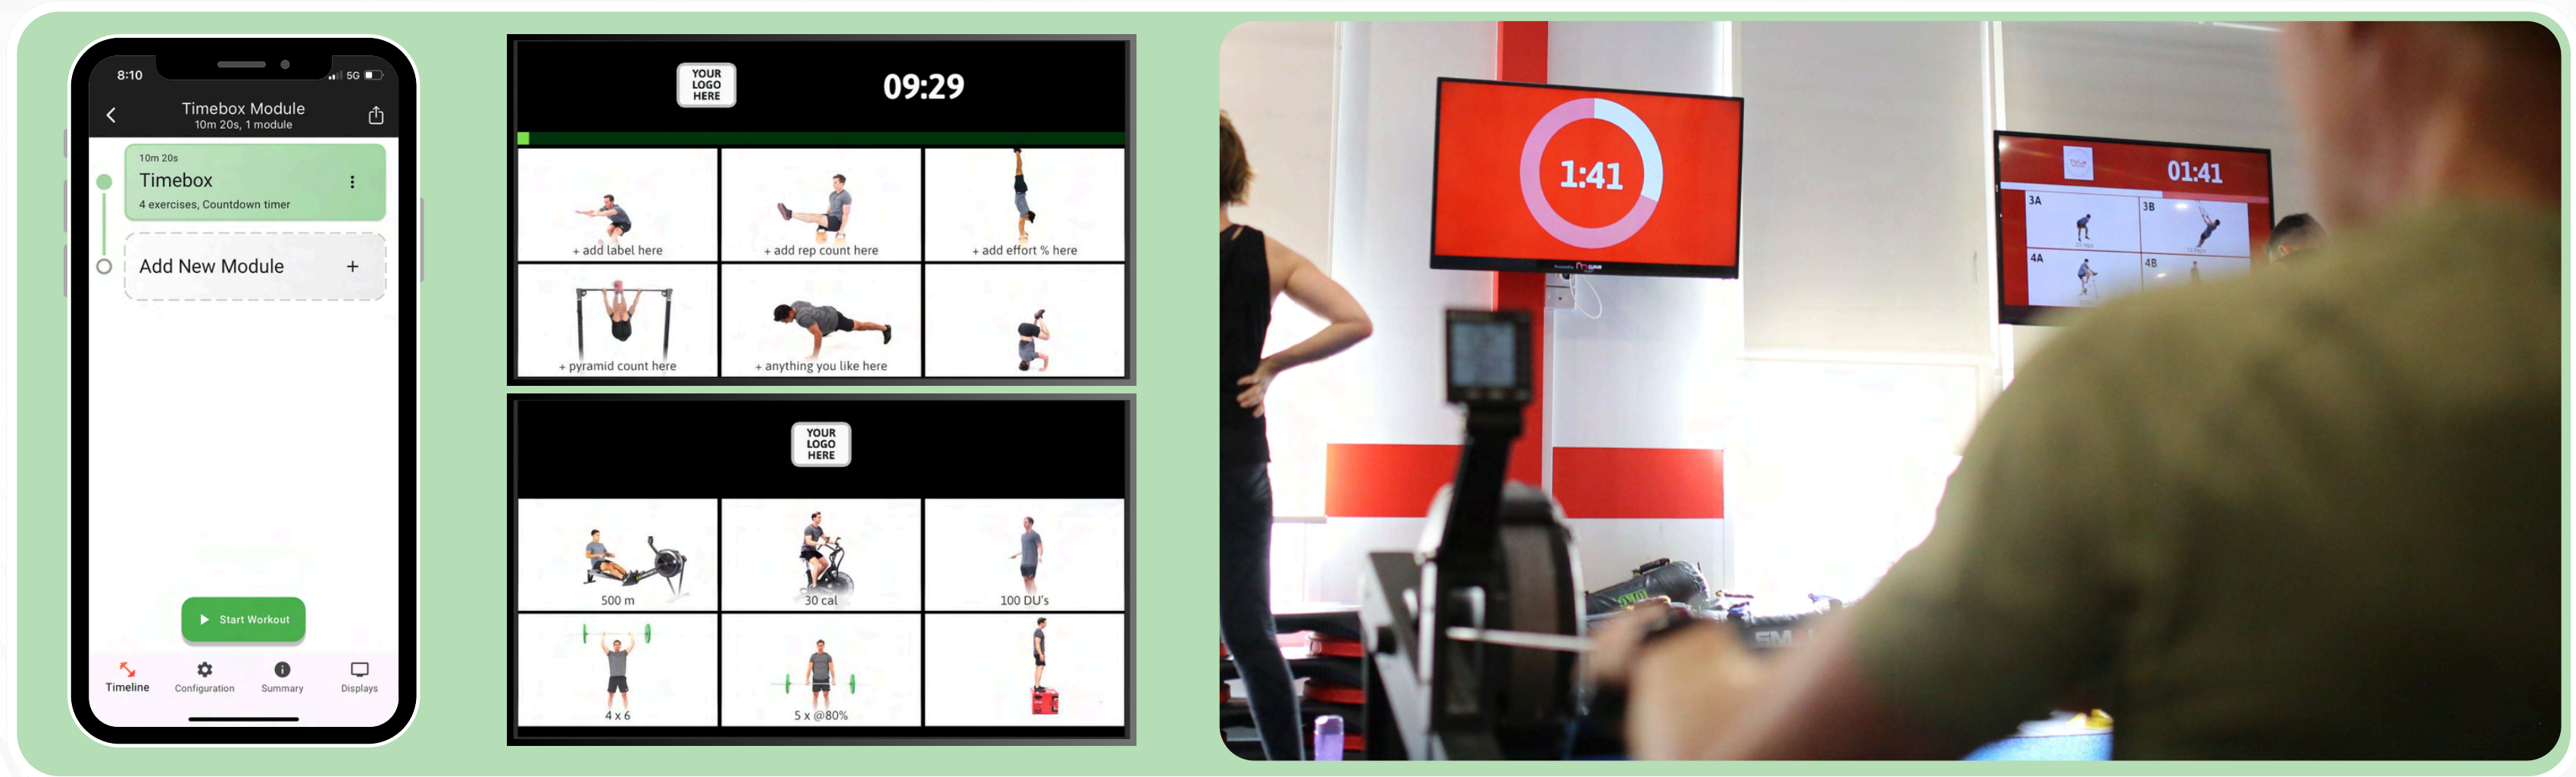 8:10
5G
Timebox Module
10m 20s, 1 module
10m 20s
Timebox
4 exercises, Countdown timer
Add New Module
+
Start Workout
Timeline
Configuration
Summary
Displays
YOUR
LOGO
HERE
09:29
+ add label here
+ add rep count here
+ add effort % here
+ pyramid count here
+ anything you like here
YOUR
LOGO
HERE
500 m
30 cal
100 DU's
4 x 6
5 x @80%
1:41
01:41
3A
3B
4A
4B